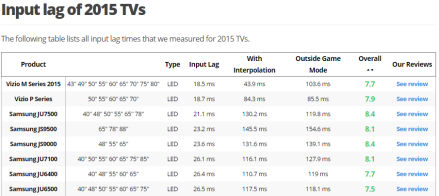 Input lag of 2015 TVs
The following table lists all input lag times that we measured for 2015 TVs.
Product Type Input Lag With Interpolation Outside Game Mode Overall Our Reviews
Vizio M Series 2015 43" 49" 50" 55" 60" 65" 70" 75" 80" LED 18.5 ms 43.9 ms 103.6 ms 7.7 See review
Vizio P Series 50" 55" 60" 65" 70" LED 18.7 ms 84.3 ms 85.5 ms 7.9 See review
Samsung JU7500 40" 48" 50" 55" 65" 78" LED 21.1 ms 130.2 ms 119.8 ms 8.4 See review
Samsung JS9500 65" 78" 88" LED 23.2 ms 145.5 ms 154.6 ms 8.1 See review
Samsung JS9000 48" 55" 65" LED 23.6 ms 131.6 ms 139.1 ms 8.4 See review
Samsung JU7100 40" 50" 55" 60" 65" 75" 85" LED 26.1 ms 116.1 ms 127.9 ms 8.1 See review
Samsung JU6400 40" 48" 55" 60" 65" LED 26.4 ms 110.7 ms 119 ms 7.7 See review
Samsung JU6500 40" 48" 50" 55" 60" 65" 75" LED 26.5 ms 117.5 ms 118.1 ms 7.5 See review